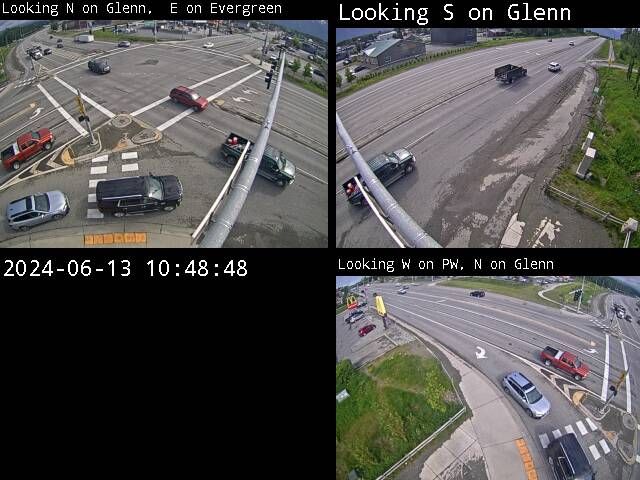 Looking N on Glenn, E on Evergreen
Looking S on Glenn
2024-06-13 10:48:48
Looking W on PW, N on Glenn